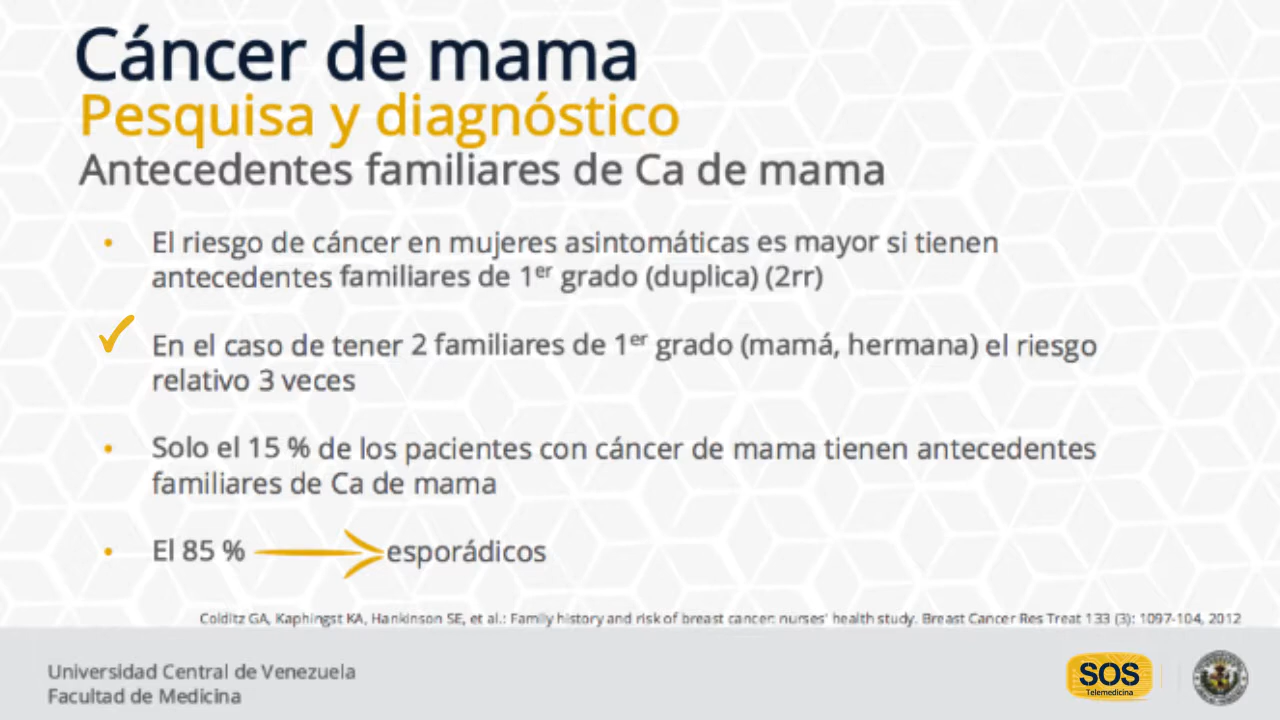 Cáncer de mama
Pesquisa y diagnóstico
Antecedentes familiares de Ca de mama
• El riesgo de cáncer en mujeres asintomáticas es mayor si tienen
antecedentes familiares de 1er grado (duplica) (2rr)
En el caso de tener 2 familiares de 1er grado (mamá, hermana) el riesgo
relativo 3 veces
• Solo el 15 % de los pacientes con cáncer de mama tienen antecedentes
familiares de Ca de mama
• El 85 % esporádicos
Colditz GA, Kaphingst KA, Hankinson SE, et al.: Family history and risk of breast cancer: nurses' health study. Breast Cancer Res Treat 133 (3): 1097-104, 2012
Universidad Central de Venezuela
Facultad de Medicina
SOS
Telemedicina